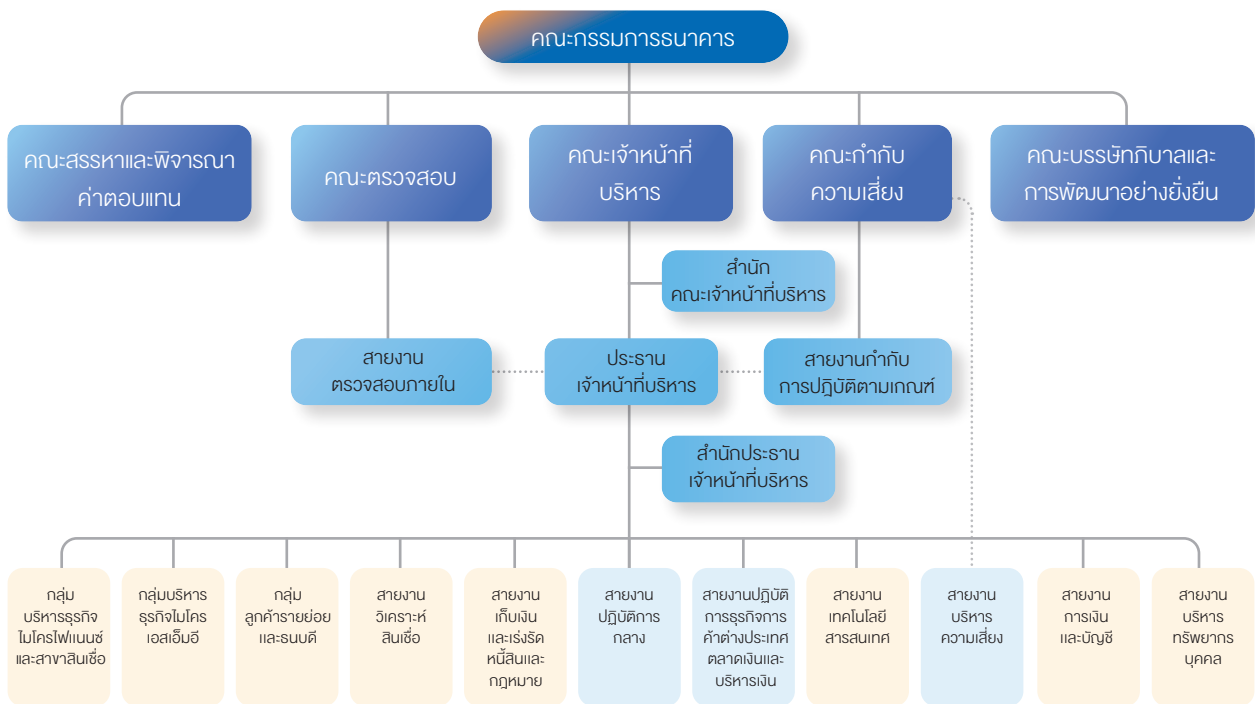 คณะกรรมการธนาคาร
คณะสรรหาและพิจารณา
ค่าตอบแทน
คณะตรวจสอบ
คณะเจ้าหน้าที่
บริหาร
คณะกำกับ
ความเสี่ยง
คณะบรรษัทภิบาลและ
การพัฒนาอย่างยั่งยืน
สำนัก
คณะเจ้าหน้าที่บริหาร
สายงาน
ตรวจสอบภายใน
ประธาน
เจ้าหน้าที่บริหาร
สายงานกำกับ
การปฏิบัติตามเกณฑ์
สำนักประธาน
เจ้าหน้าที่บริหาร
กลุ่ม
บริหารธุรกิจ
ไมโครไฟแนนซ์
และสาขาสินเชื่อ
กลุ่มบริหาร
ธุรกิจไมโคร
เอสเอ็มอี
กลุ่ม
ลูกค้ารายย่อย
และธนบดี
สายงาน
วิเคราะห์
สินเชื่อ
สายงาน
เก็บเงิน
และเร่งรัด
หนี้สินและ
กฎหมาย
สายงาน
ปฏิบัติการ
กลาง
สายงานปฏิบัติ
การธุรกิจการ
ค้าต่างประเทศ
ตลาดเงินและ
บริหารเงิน
สายงาน
เทคโนโลยี
สารสนเทศ
สายงาน
บริหาร
ความเสี่ยง
สายงาน
การเงิน
และบัญชี
สายงาน
บริหาร
ทรัพยากร
บุคคล